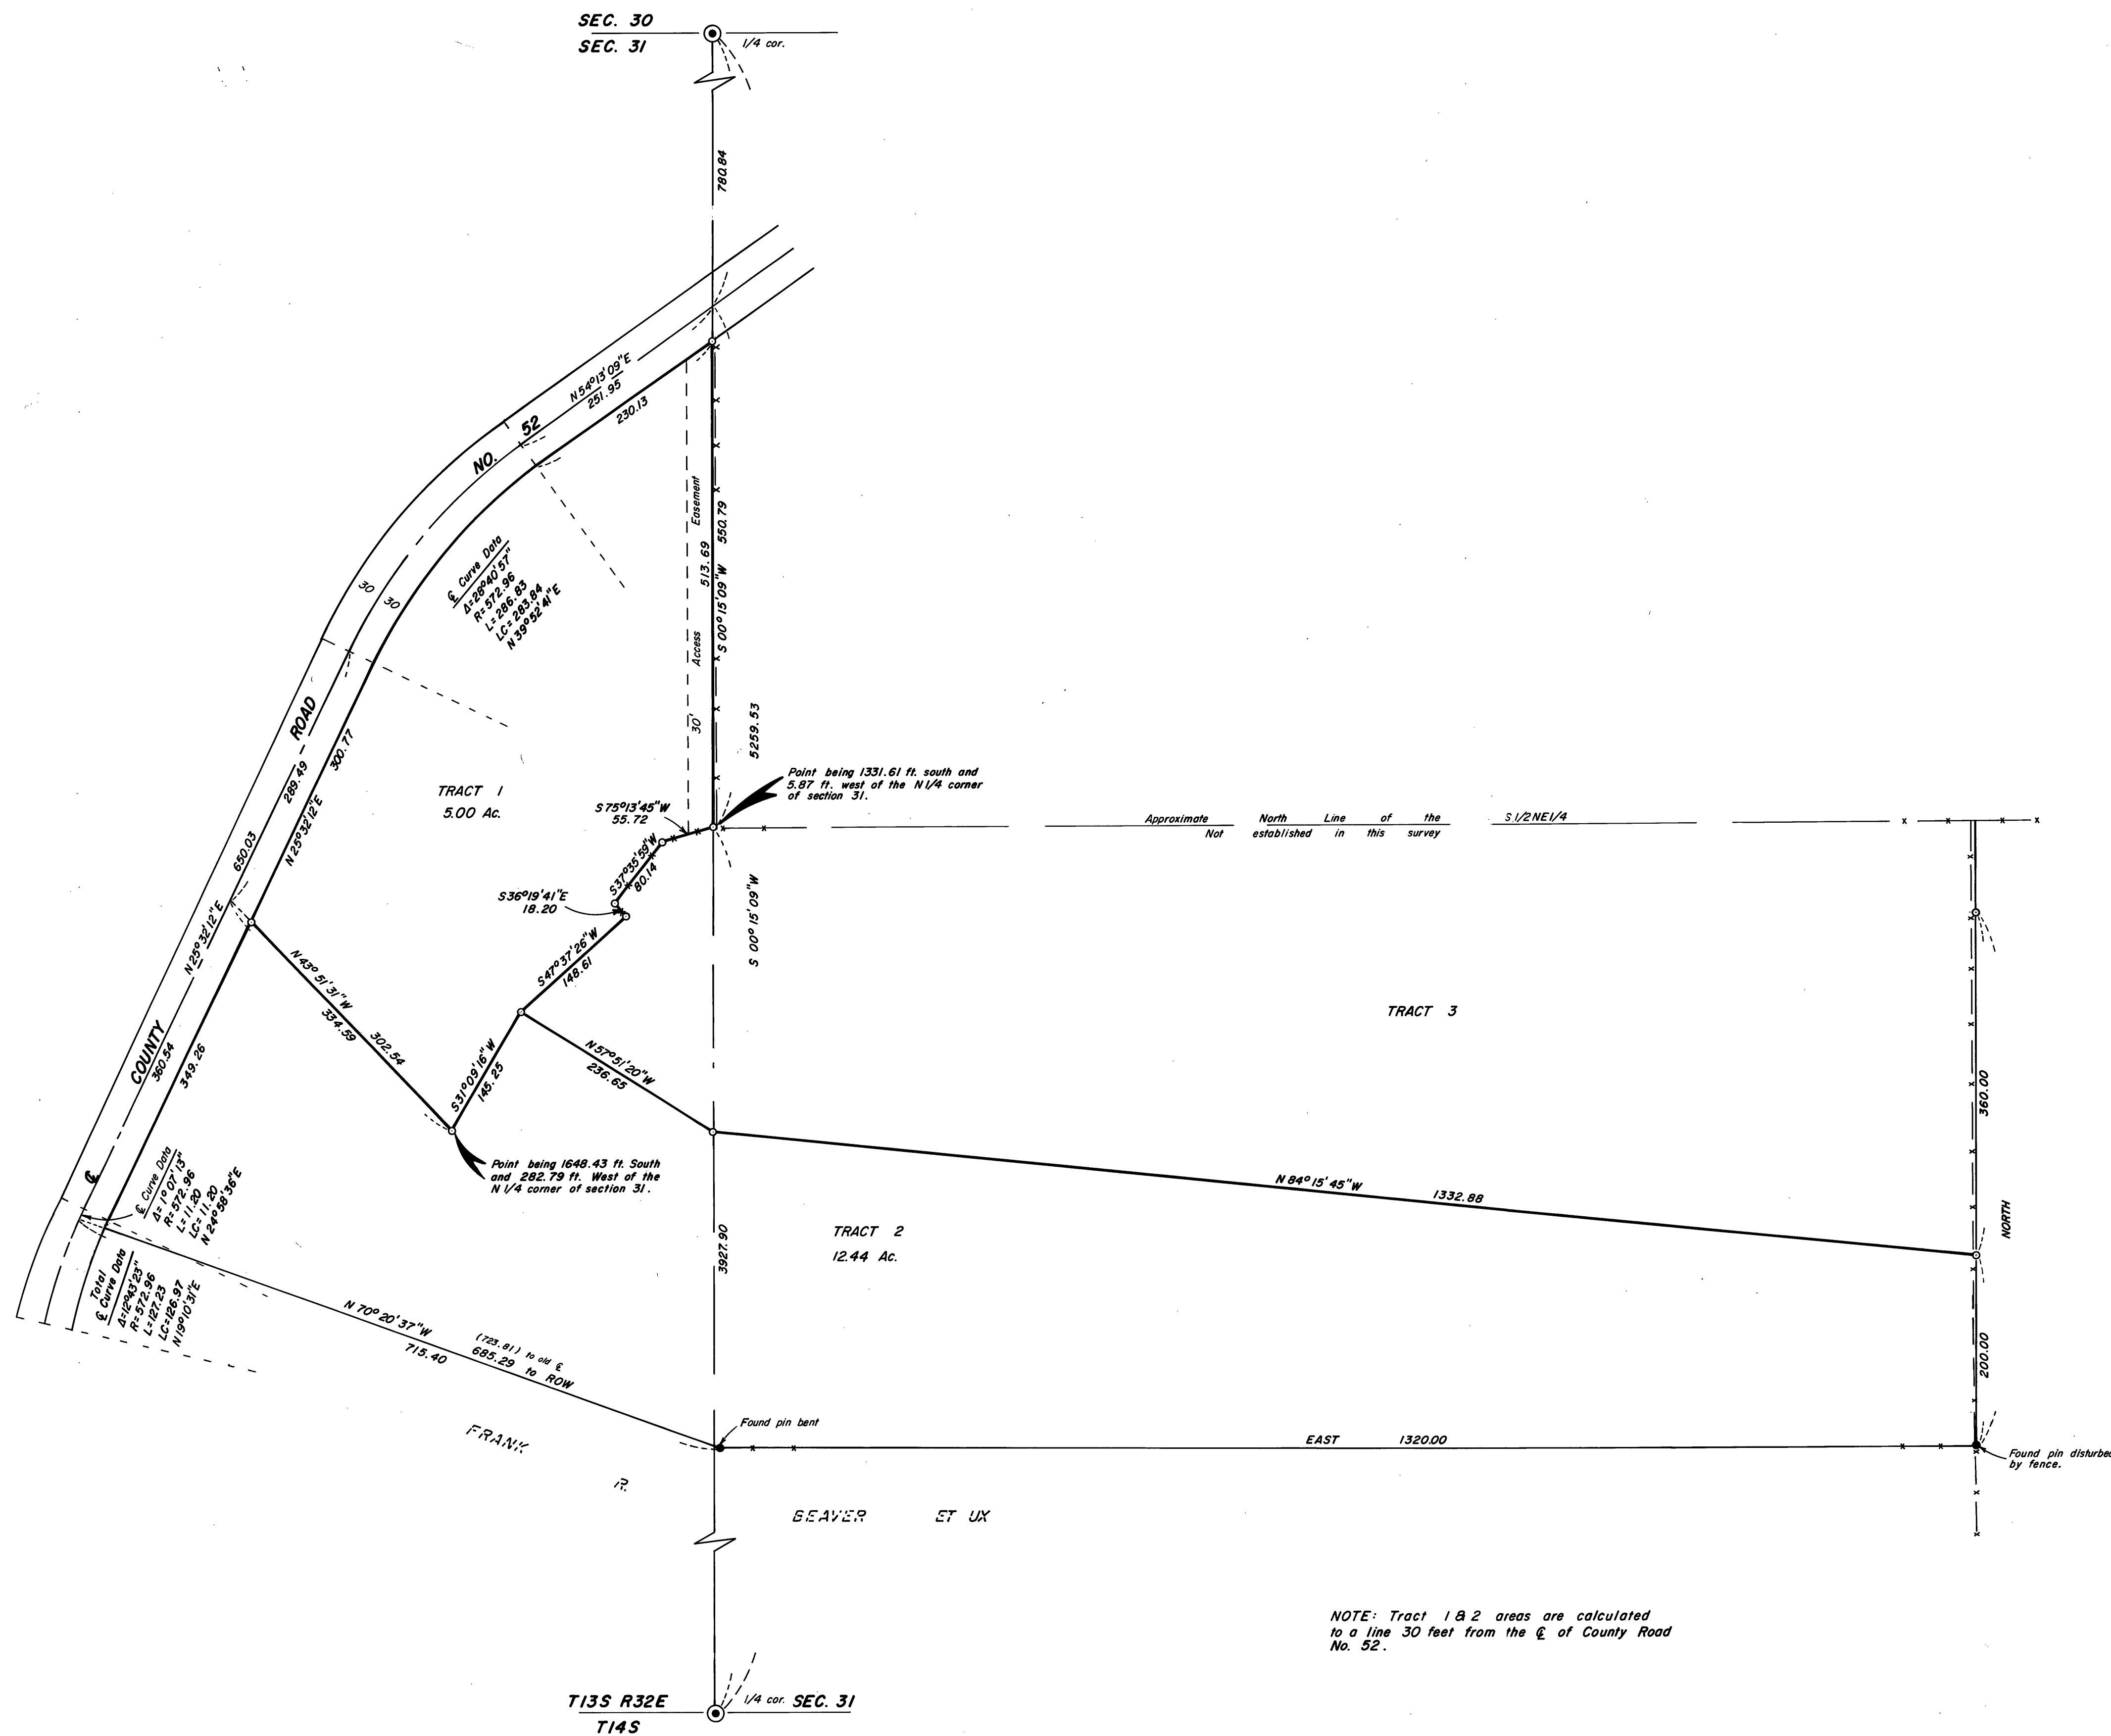 SEC. 30
SEC. 31
1/4 cor.
780.84
N54°13'09"E
251.95
230.13
NO. 52
30
30
℄ Curve Data
Δ=28°40'57"
R=572.96
L=286.83
LC=283.84
N39°52'41"E
30' Access Easement
513.69
S 00°15'09"W 550.79
5259.53
ROAD
289.49
300.77
N25°32'12"E
650.03
N25°32'12"E
TRACT 1
5.00 Ac.
Point being 1331.61 ft. south and
5.87 ft. west of the N1/4 corner
of section 31.
S75°13'45"W
55.72
S37°35'59"W
80.14
S36°19'41"E
18.20
Approximate North Line of the S.1/2NE1/4
Not established in this survey
S 00°15'09"W
S47°37'26"W
148.61
N43°51'31"W
334.59
302.54
S31°09'16"W
145.25
N57°51'20"W
236.65
TRACT 3
360.00
COUNTY
360.54
349.26
℄
Point being 1648.43 ft. South
and 282.79 ft. West of the
N1/4 corner of section 31.
℄ Curve Data
Δ=1°07'13"
R=572.96
L=11.20
LC=11.20
N24°58'36"E
N 84°15'45"W 1332.88
NORTH
TRACT 2
12.44 Ac.
3927.90
Total
℄ Curve Data
Δ=12°43'23"
R=572.96
L=127.23
LC=126.97
N19°10'31"E
N 70°20'37"W
715.40
(723.81) to old ℄
685.29 to ROW
200.00
Found pin bent
EAST 1320.00
Found pin disturbed
by fence.
FRANK R. BEAVER ET UX
NOTE: Tract 1 & 2 areas are calculated
to a line 30 feet from the ℄ of County Road
No. 52.
T13S R32E
1/4 cor. SEC. 31
T14S